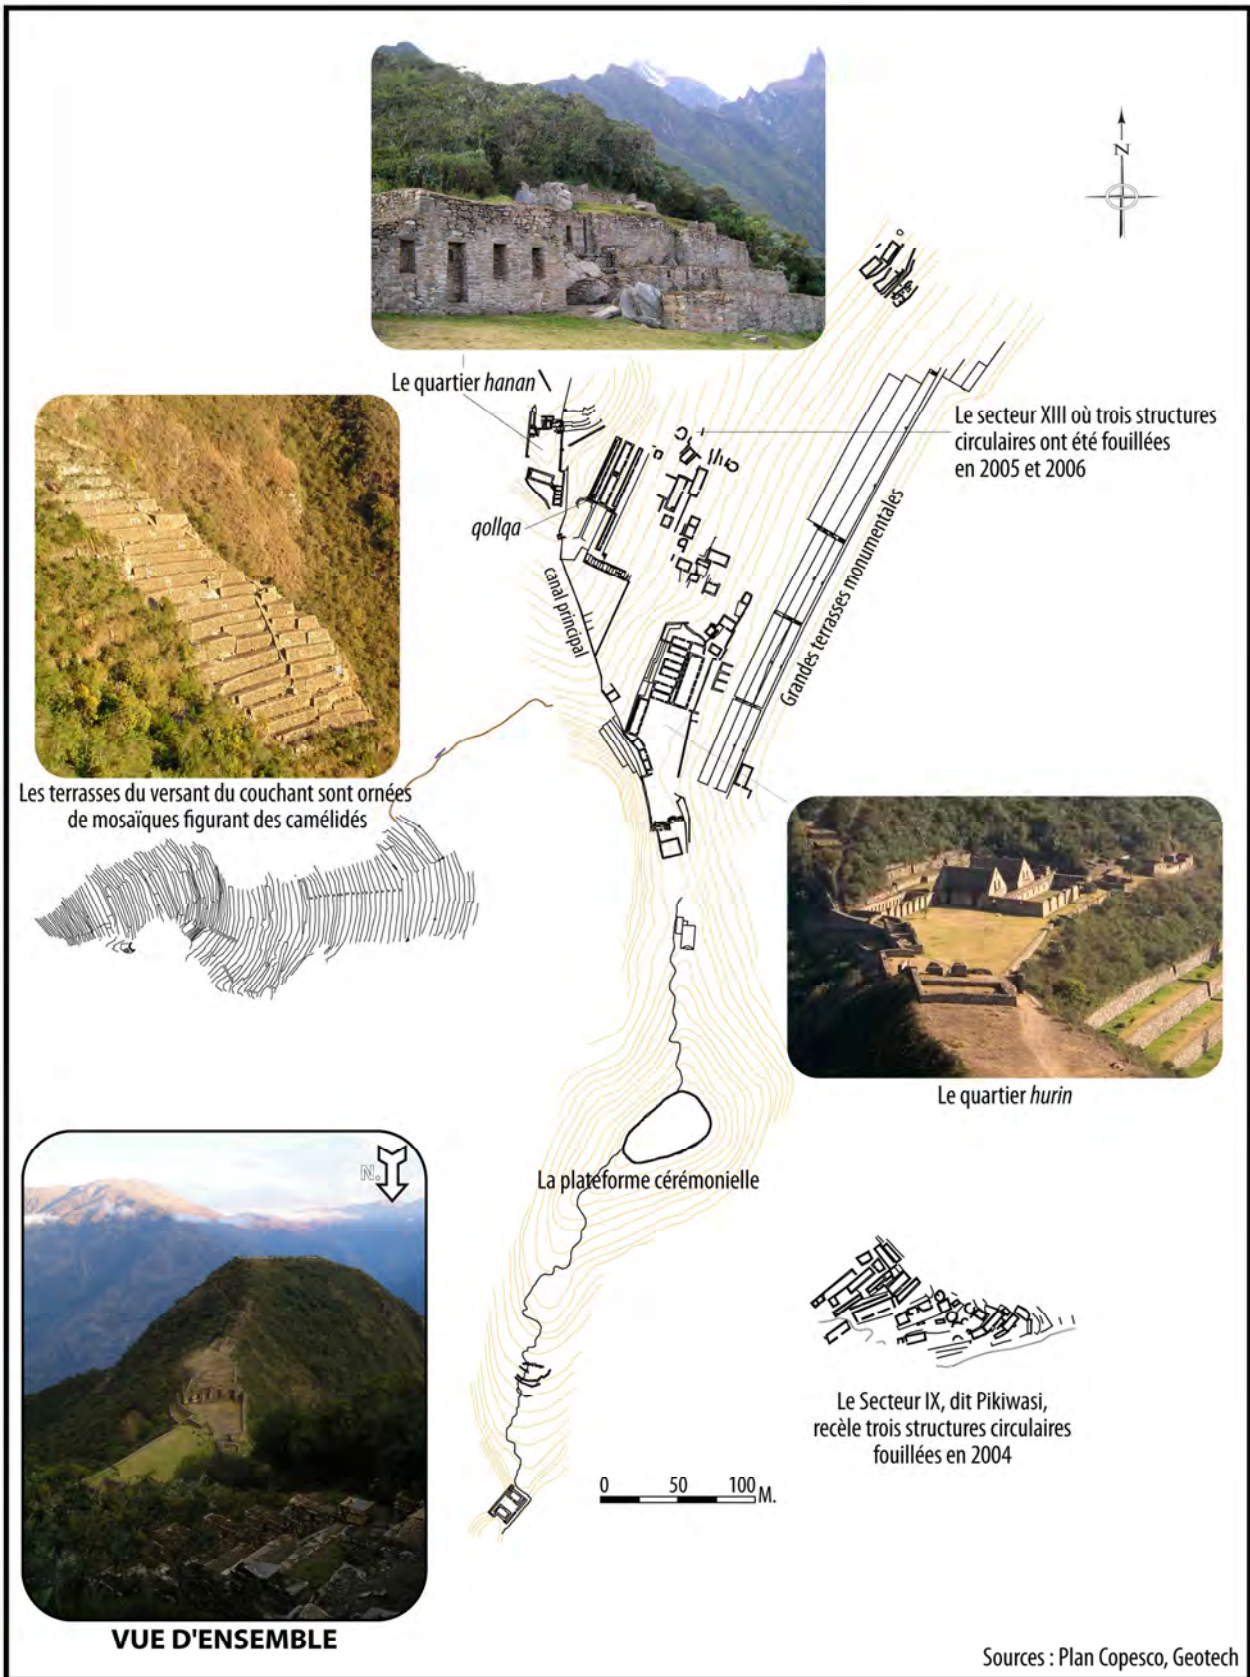 N
Le quartier hanan
Le secteur XIII où trois structures
circulaires ont été fouillées
en 2005 et 2006
qollqa
canal principal
Grandes terrasses monumentales
Les terrasses du versant du couchant sont ornées
de mosaïques figurant des camélidés
Le quartier hurin
La plateforme cérémonielle
N.
Le Secteur IX, dit Pikiwasi,
recèle trois structures circulaires
fouillées en 2004
0 50 100 M.
VUE D'ENSEMBLE
Sources : Plan Copesco, Geotech